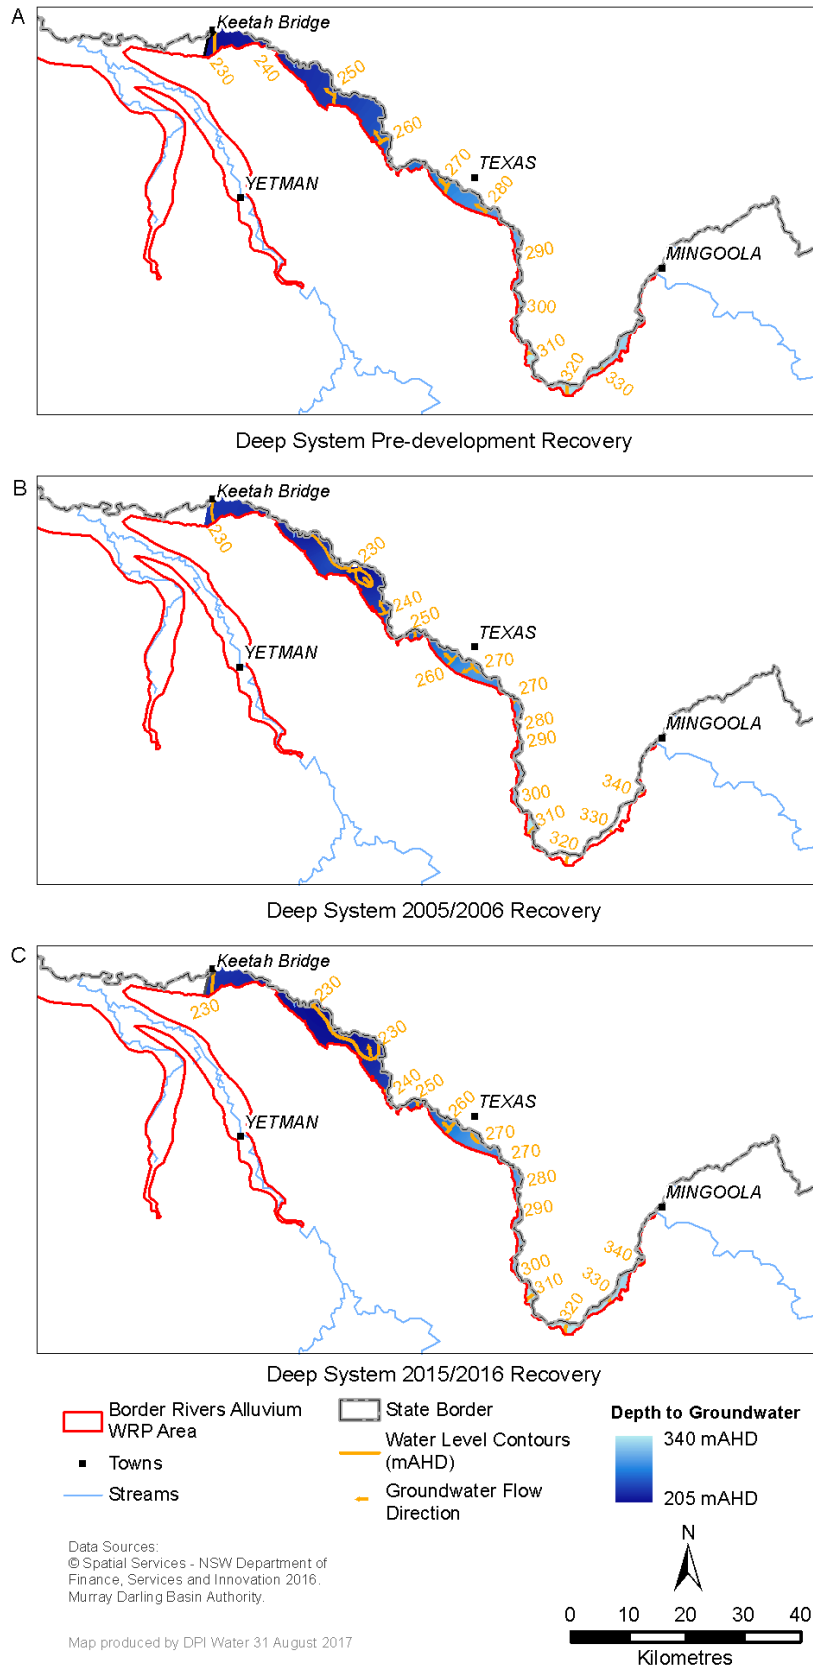 A
Keetah Bridge
230
240
250
260
270
TEXAS
280
YETMAN
290
MINGOOLA
300
310
320
330
Deep System Pre-development Recovery
B
Keetah Bridge
230
230
240
250
TEXAS
260
270
YETMAN
270
280
MINGOOLA
290
340
300
310
330
320
Deep System 2005/2006 Recovery
C
Keetah Bridge
230
230
230
240
250
TEXAS
260
YETMAN
270
270
280
MINGOOLA
290
340
300
310
330
320
Deep System 2015/2016 Recovery
Border Rivers Alluvium
WRP Area
Towns
Streams
State Border
Water Level Contours
(mAHD)
Groundwater Flow
Direction
Depth to Groundwater
340 mAHD
205 mAHD
Data Sources:
© Spatial Services - NSW Department of
Finance, Services and Innovation 2016.
Murray Darling Basin Authority.
Map produced by DPI Water 31 August 2017
N
0 10 20 30 40
Kilometres